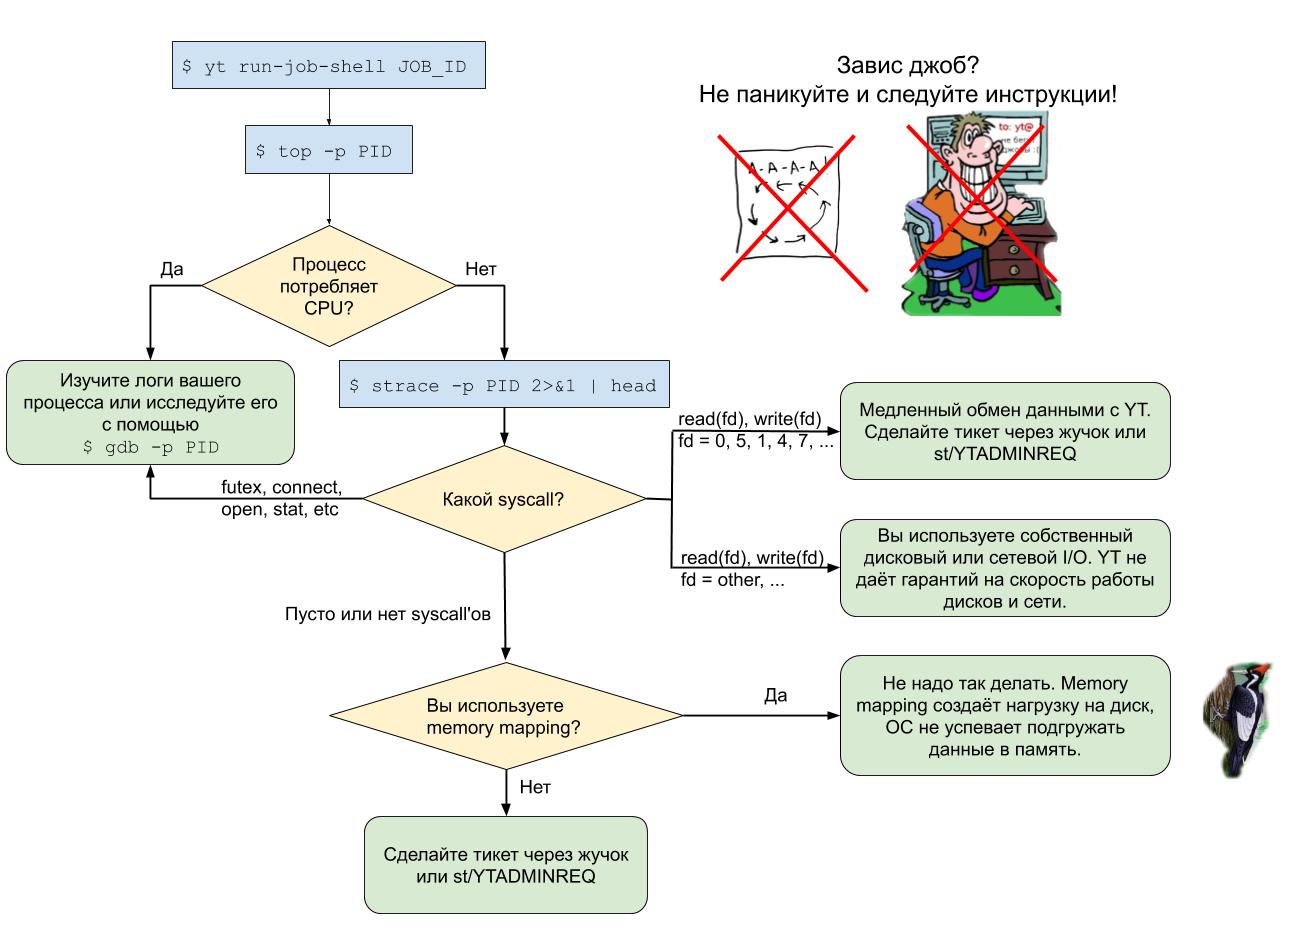 $ yt run-job-shell JOB_ID
Завис джоб?
Не паникуйте и следуйте инструкции!
$ top -p PID
to: yt@
не бегут
джобы :(
А-А-А-А!
Процесс
потребляет
CPU?
Да
Нет
Изучите логи вашего
процесса или исследуйте его
с помощью
$ gdb -p PID
$ strace -p PID 2>&1 | head
read(fd), write(fd)
fd = 0, 5, 1, 4, 7, ...
Медленный обмен данными с YT.
Сделайте тикет через жучок или
st/YTADMINREQ
futex, connect,
open, stat, etc
Какой syscall?
read(fd), write(fd)
fd = other, ...
Вы используете собственный
дисковый или сетевой I/O. YT не
даёт гарантий на скорость работы
дисков и сети.
Пусто или нет syscall'ов
Вы используете
memory mapping?
Да
Не надо так делать. Memory
mapping создаёт нагрузку на диск,
ОС не успевает подгружать
данные в память.
Нет
Сделайте тикет через жучок
или st/YTADMINREQ